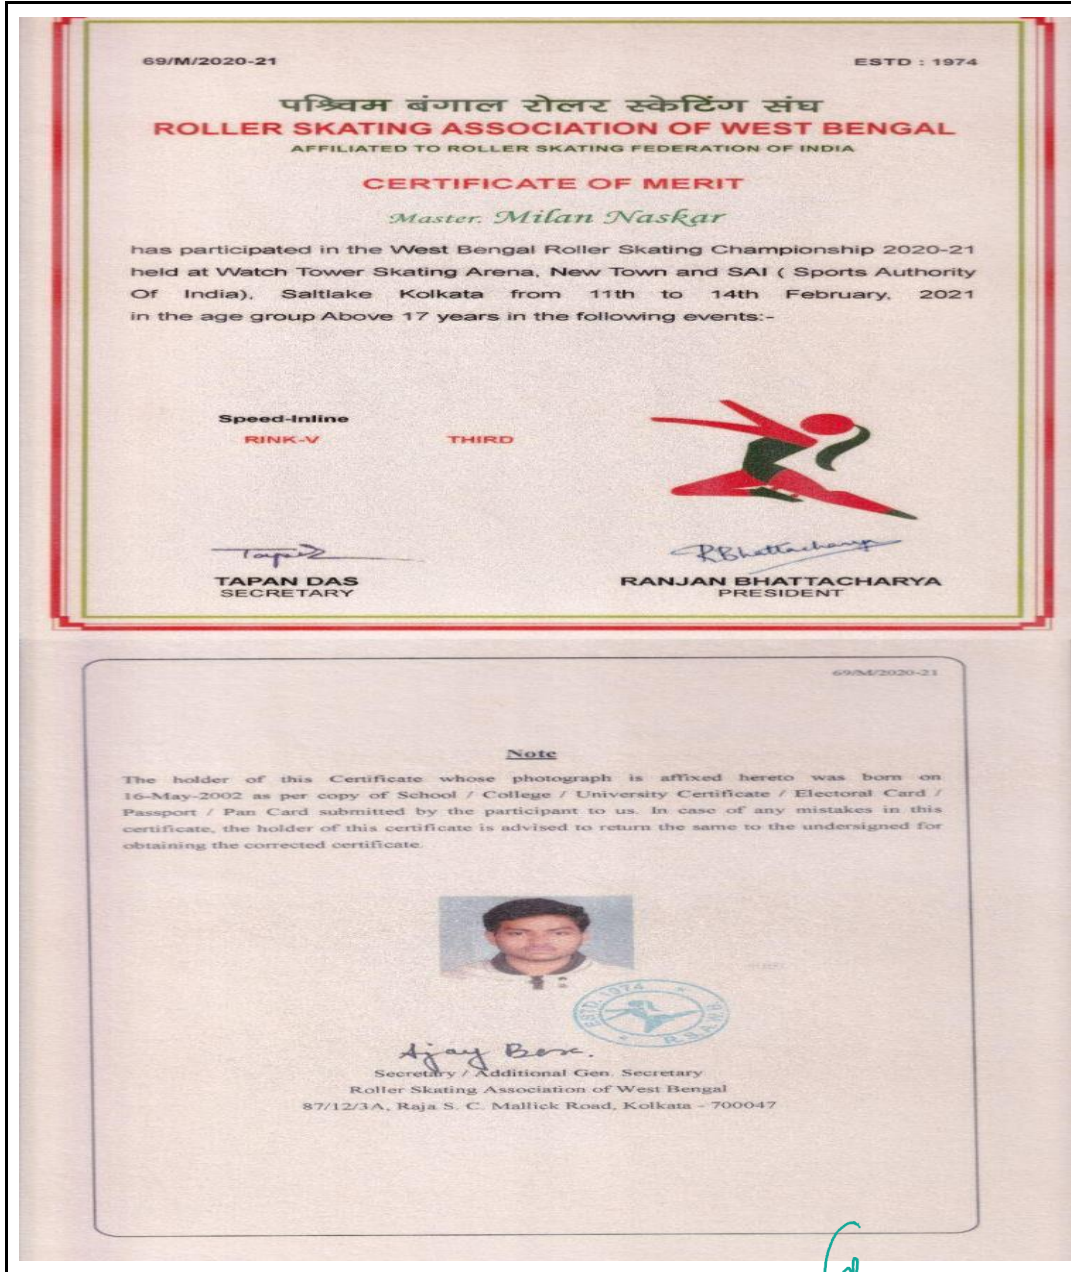 69/M/2020-21
ESTD : 1974
पश्चिम बंगाल रोलर स्केटिंग संघ
ROLLER SKATING ASSOCIATION OF WEST BENGAL
AFFILIATED TO ROLLER SKATING FEDERATION OF INDIA
CERTIFICATE OF MERIT
Master. Milan Naskar
has participated in the West Bengal Roller Skating Championship 2020-21
held at Watch Tower Skating Arena, New Town and SAI ( Sports Authority
Of India), Saltlake Kolkata from 11th to 14th February, 2021
in the age group Above 17 years in the following events:-
Speed-Inline
RINK-V THIRD
R Bhattacharya
TAPAN DAS
SECRETARY
RANJAN BHATTACHARYA
PRESIDENT
69/M/2020-21
Note
The holder of this Certificate whose photograph is affixed hereto was born on
16-May-2002 as per copy of School / College / University Certificate / Electoral Card /
Passport / Pan Card submitted by the participant to us. In case of any mistakes in this
certificate, the holder of this certificate is advised to return the same to the undersigned for
obtaining the corrected certificate.
ESTD. 1974
Ajay Bose.
Secretary / Additional Gen. Secretary
Roller Skating Association of West Bengal
87/12/3A, Raja S. C. Mallick Road, Kolkata - 700047